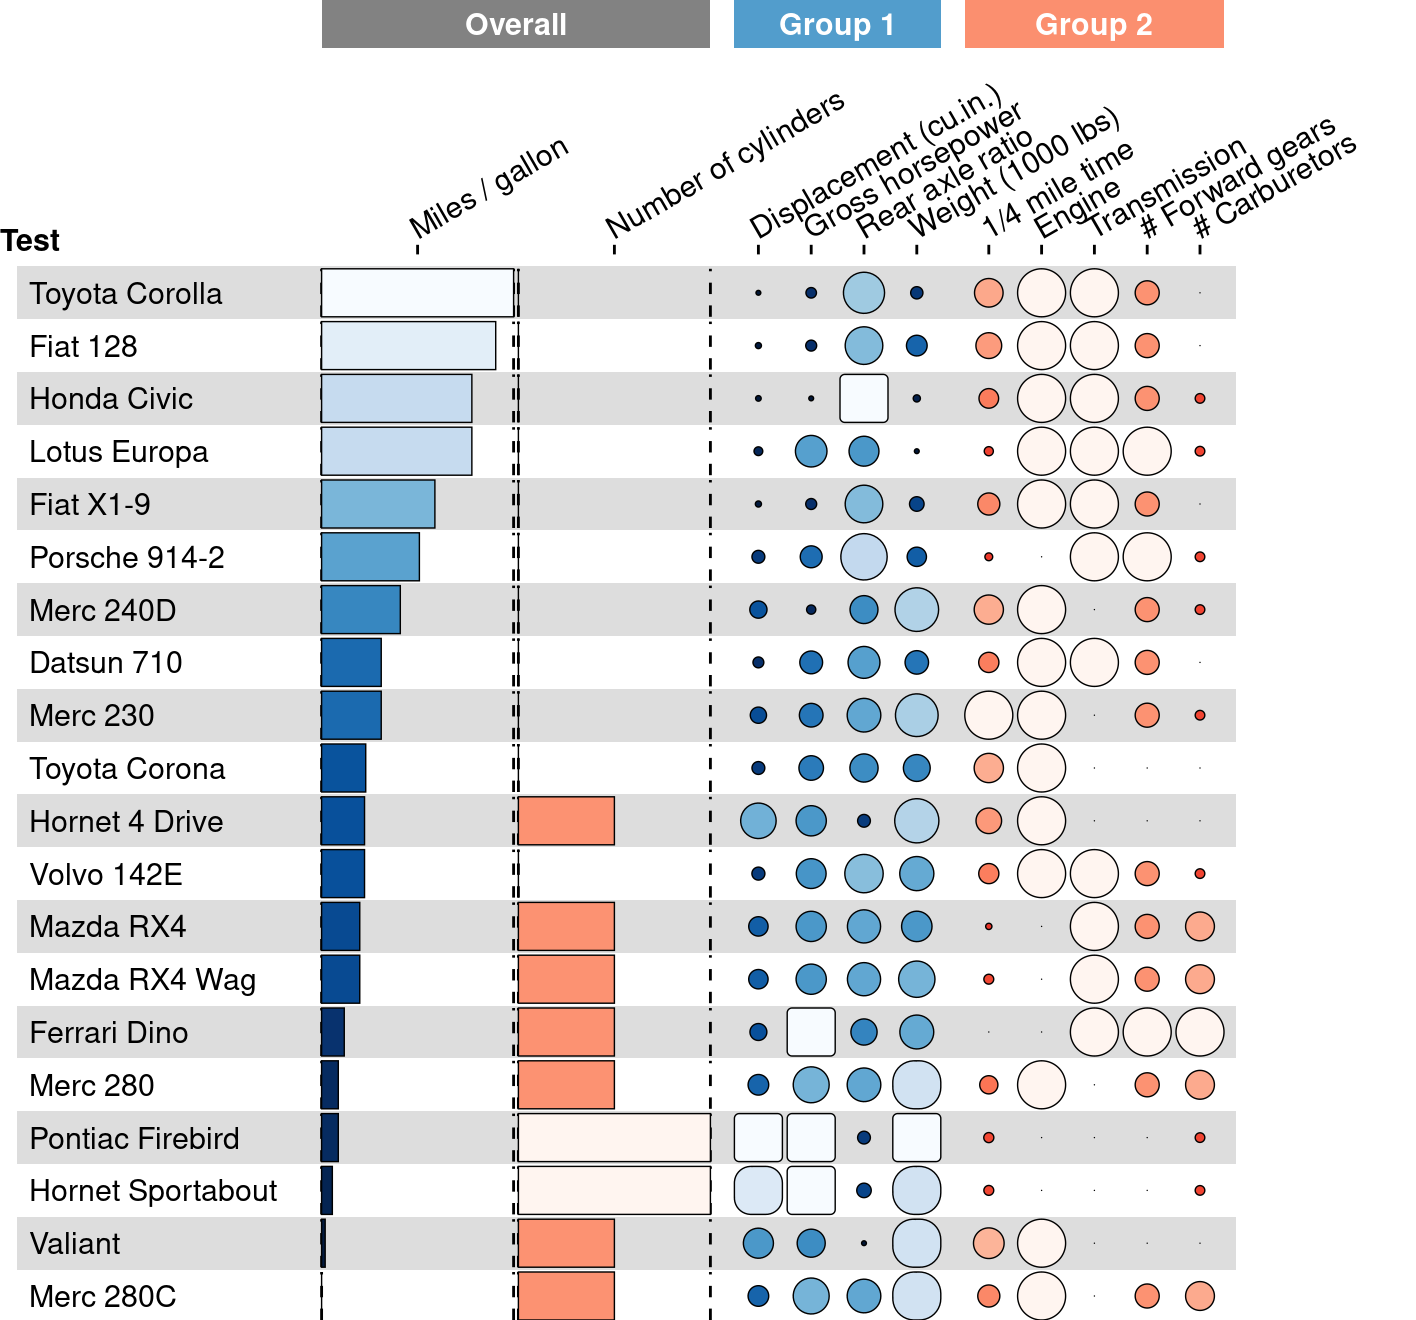 Overall
Group 1
Group 2
Miles / gallon
Number of cylinders
Displacement (cu.in.)
Gross horsepower
Rear axle ratio
Weight (1000 lbs)
1/4 mile time
Engine
Transmission
# Forward gears
# Carburetors
Test
Toyota Corolla
Fiat 128
Honda Civic
Lotus Europa
Fiat X1-9
Porsche 914-2
Merc 240D
Datsun 710
Merc 230
Toyota Corona
Hornet 4 Drive
Volvo 142E
Mazda RX4
Mazda RX4 Wag
Ferrari Dino
Merc 280
Pontiac Firebird
Hornet Sportabout
Valiant
Merc 280C